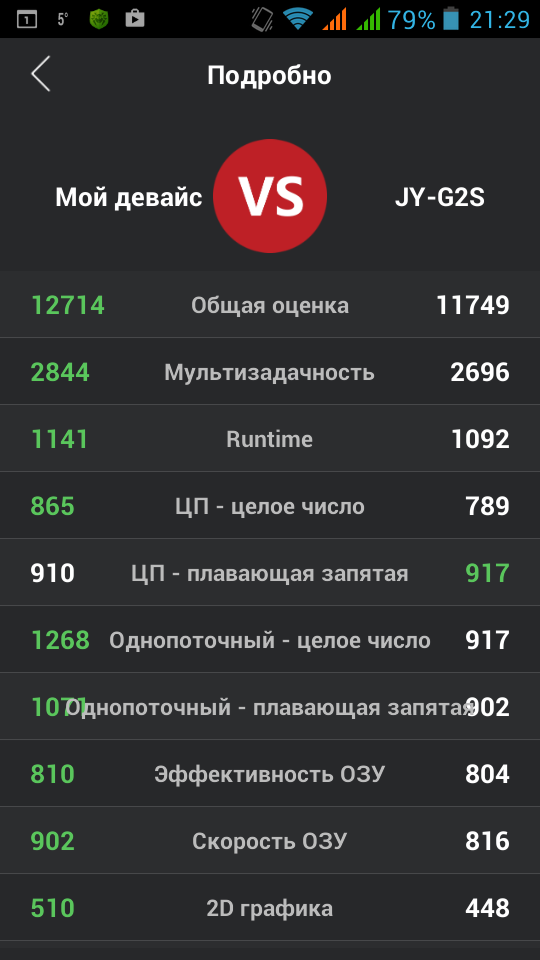 1 5° 79% 21:29
Подробно
Мой девайс VS JY-G2S
12714 Общая оценка 11749
2844 Мультизадачность 2696
1141 Runtime 1092
865 ЦП - целое число 789
910 ЦП - плавающая запятая 917
1268 Однопоточный - целое число 917
1071 Однопоточный - плавающая запятая 902
810 Эффективность ОЗУ 804
902 Скорость ОЗУ 816
510 2D графика 448